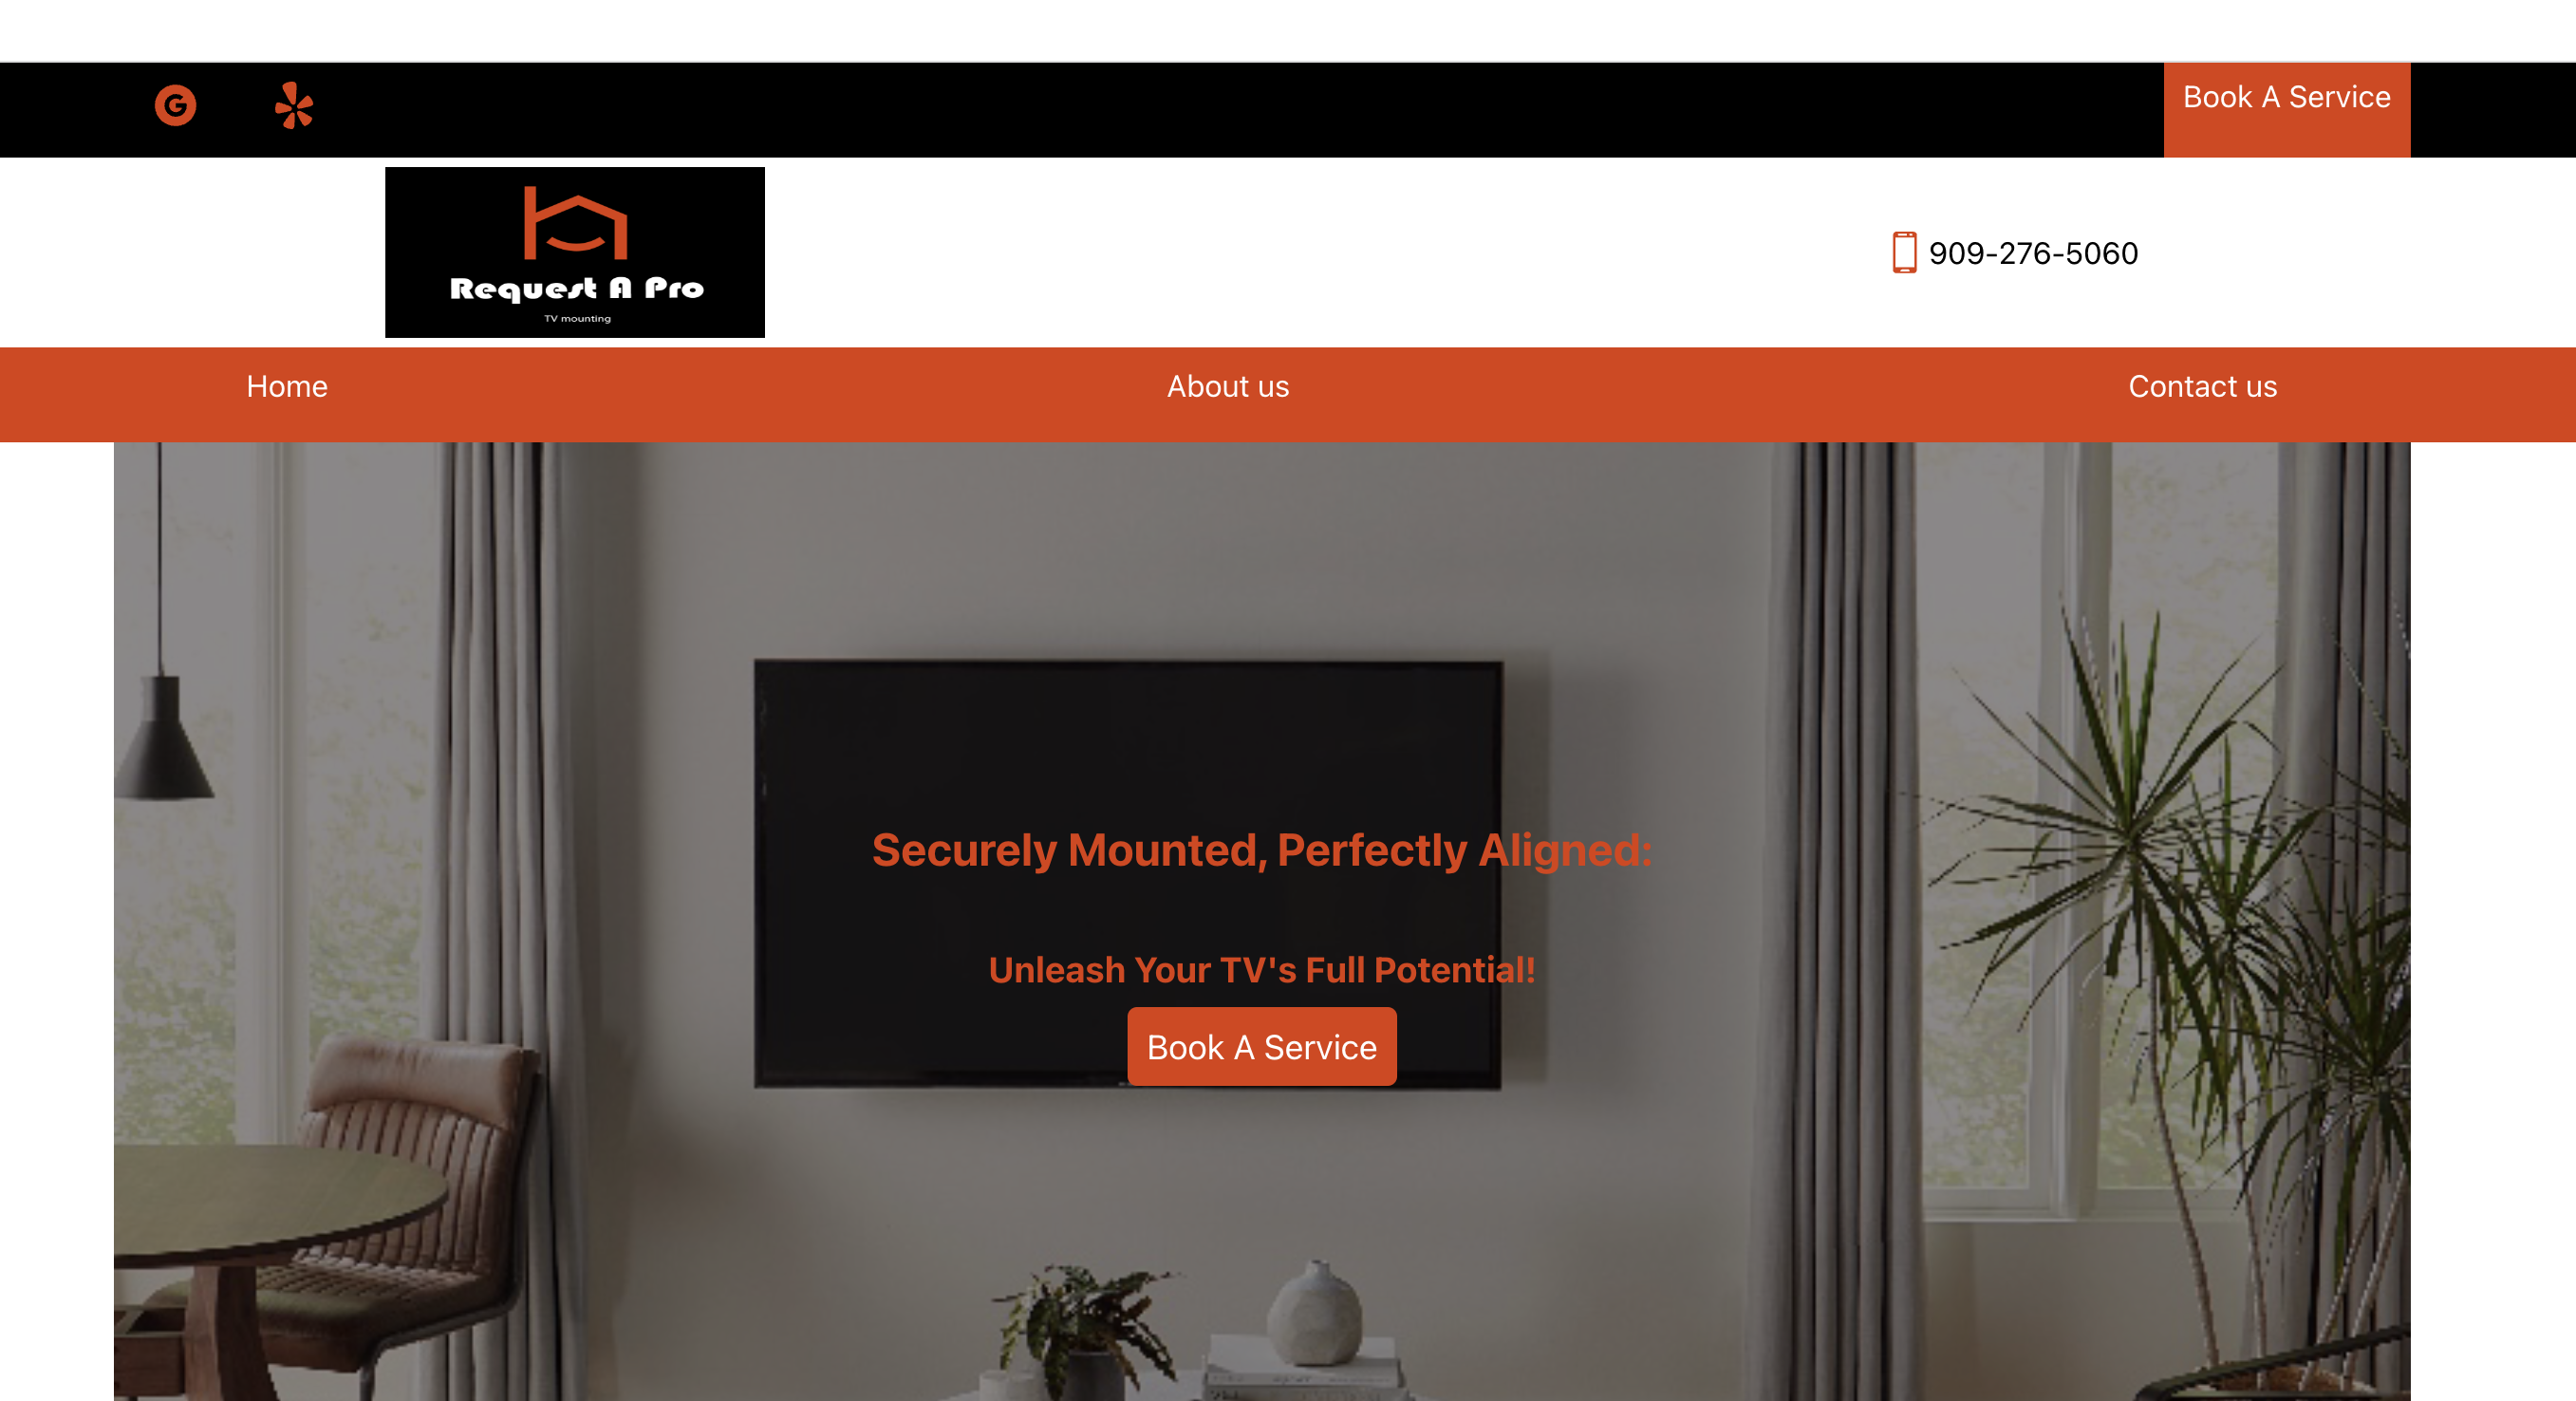 Book A Service
Request A Pro
TV mounting
909-276-5060
Home
About us
Contact us
Securely Mounted, Perfectly Aligned:
Unleash Your TV's Full Potential!
Book A Service